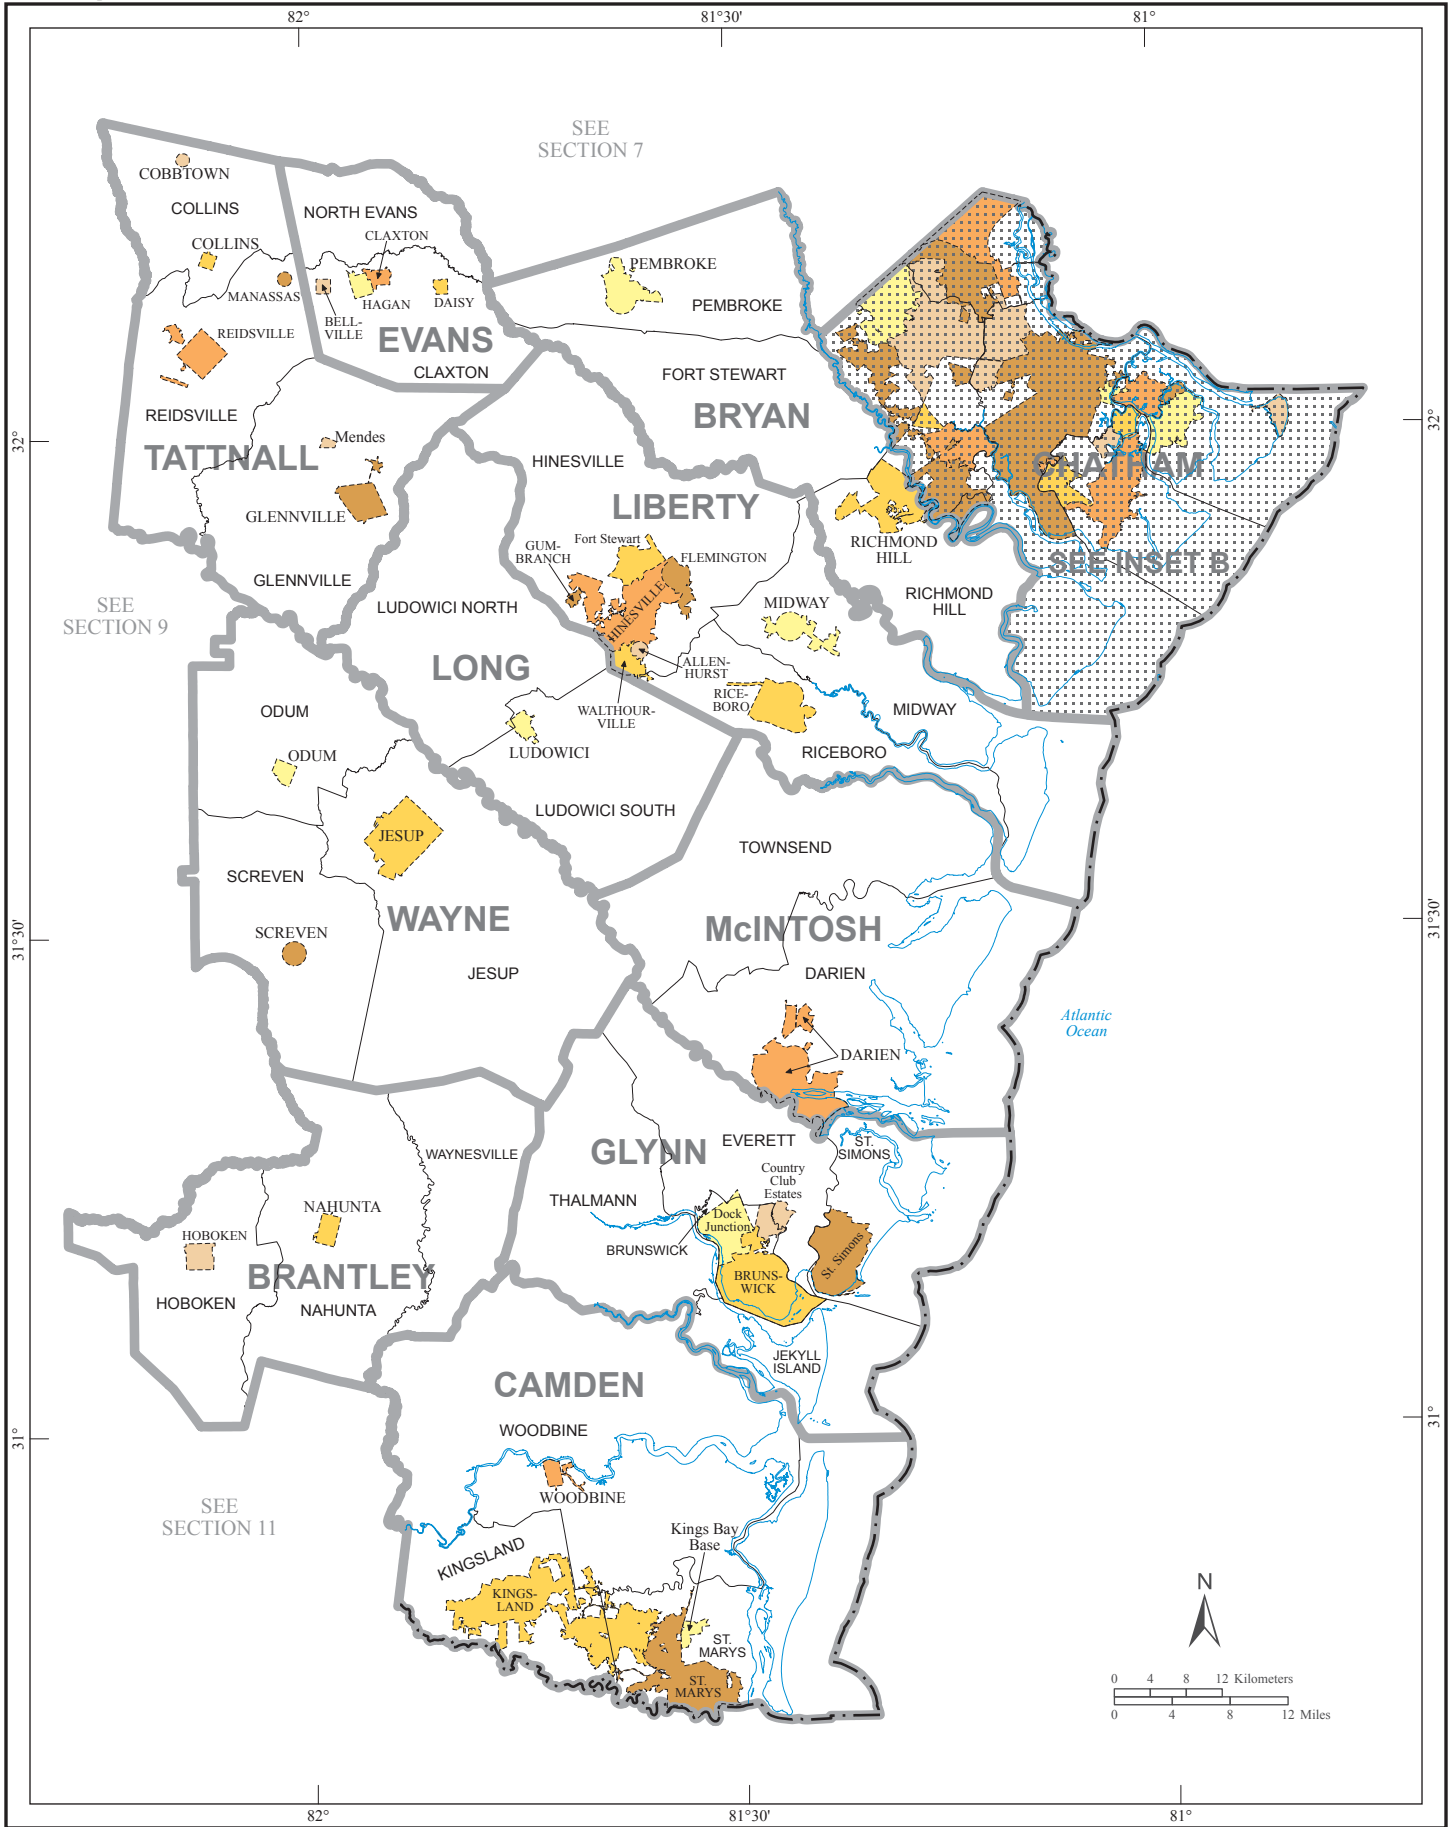 82°
81°30'
81°
SEE
SECTION 7
COBBTOWN
COLLINS
NORTH EVANS
CLAXTON
COLLINS
PEMBROKE
MANASSAS
HAGAN
DAISY
PEMBROKE
BELL-
VILLE
REIDSVILLE
EVANS
CLAXTON
FORT STEWART
REIDSVILLE
BRYAN
32°
32°
Mendes
TATTNALL
HINESVILLE
CHATHAM
LIBERTY
GLENNVILLE
RICHMOND
HILL
GUM-
BRANCH
Fort Stewart
FLEMINGTON
SEE INSET B
GLENNVILLE
SEE
SECTION 9
LUDOWICI NORTH
HINESVILLE
MIDWAY
RICHMOND
HILL
LONG
ALLEN-
HURST
RICE-
BORO
WALTHOUR-
VILLE
MIDWAY
ODUM
LUDOWICI
RICEBORO
ODUM
LUDOWICI SOUTH
JESUP
TOWNSEND
SCREVEN
WAYNE
McINTOSH
31°30'
31°30'
SCREVEN
JESUP
DARIEN
Atlantic
Ocean
DARIEN
EVERETT
ST.
SIMONS
GLYNN
WAYNESVILLE
Country
Club
Estates
THALMANN
NAHUNTA
Dock
Junction
HOBOKEN
BRUNSWICK
St. Simons
BRANTLEY
BRUNS-
WICK
HOBOKEN
NAHUNTA
JEKYLL
ISLAND
CAMDEN
31°
31°
WOODBINE
WOODBINE
SEE
SECTION 11
Kings Bay
Base
KINGSLAND
KINGS-
LAND
ST.
MARYS
ST.
MARYS
N
0 4 8 12 Kilometers
0 4 8 12 Miles
82°
81°30'
81°